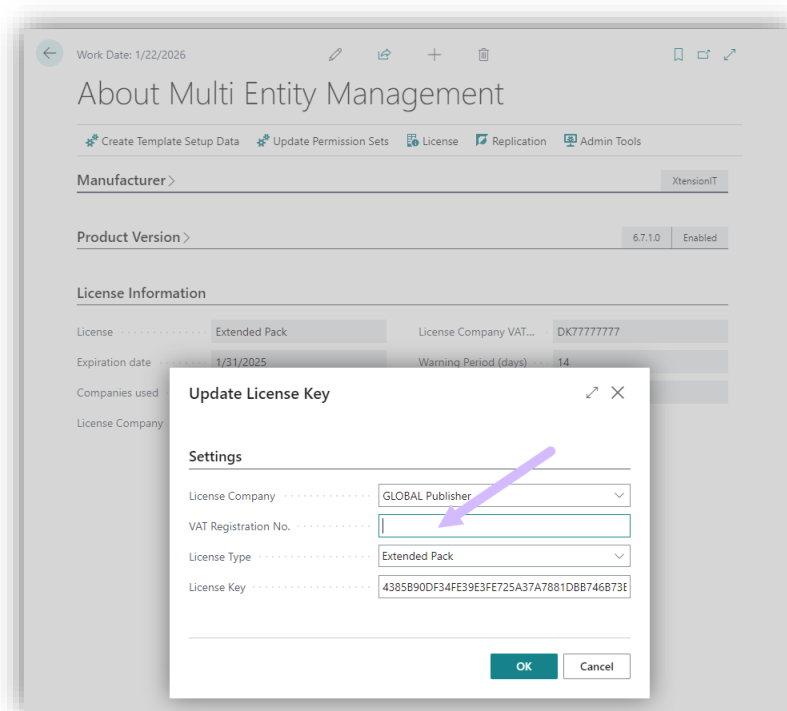 Work Date: 1/22/2026
About Multi Entity Management
Create Template Setup Data Update Permission Sets License Replication Admin Tools
Manufacturer XtensionIT
Product Version 6.7.1.0 Enabled
License Information
License Extended Pack License Company VAT... DK77777777
Expiration date 1/31/2025 Warning Period (days) 14
Companies used
License Company
Update License Key
Settings
License Company GLOBAL Publisher
VAT Registration No.
License Type Extended Pack
License Key 4385B90DF34FE39E3FE725A37A7881DBB746B73E
OK Cancel